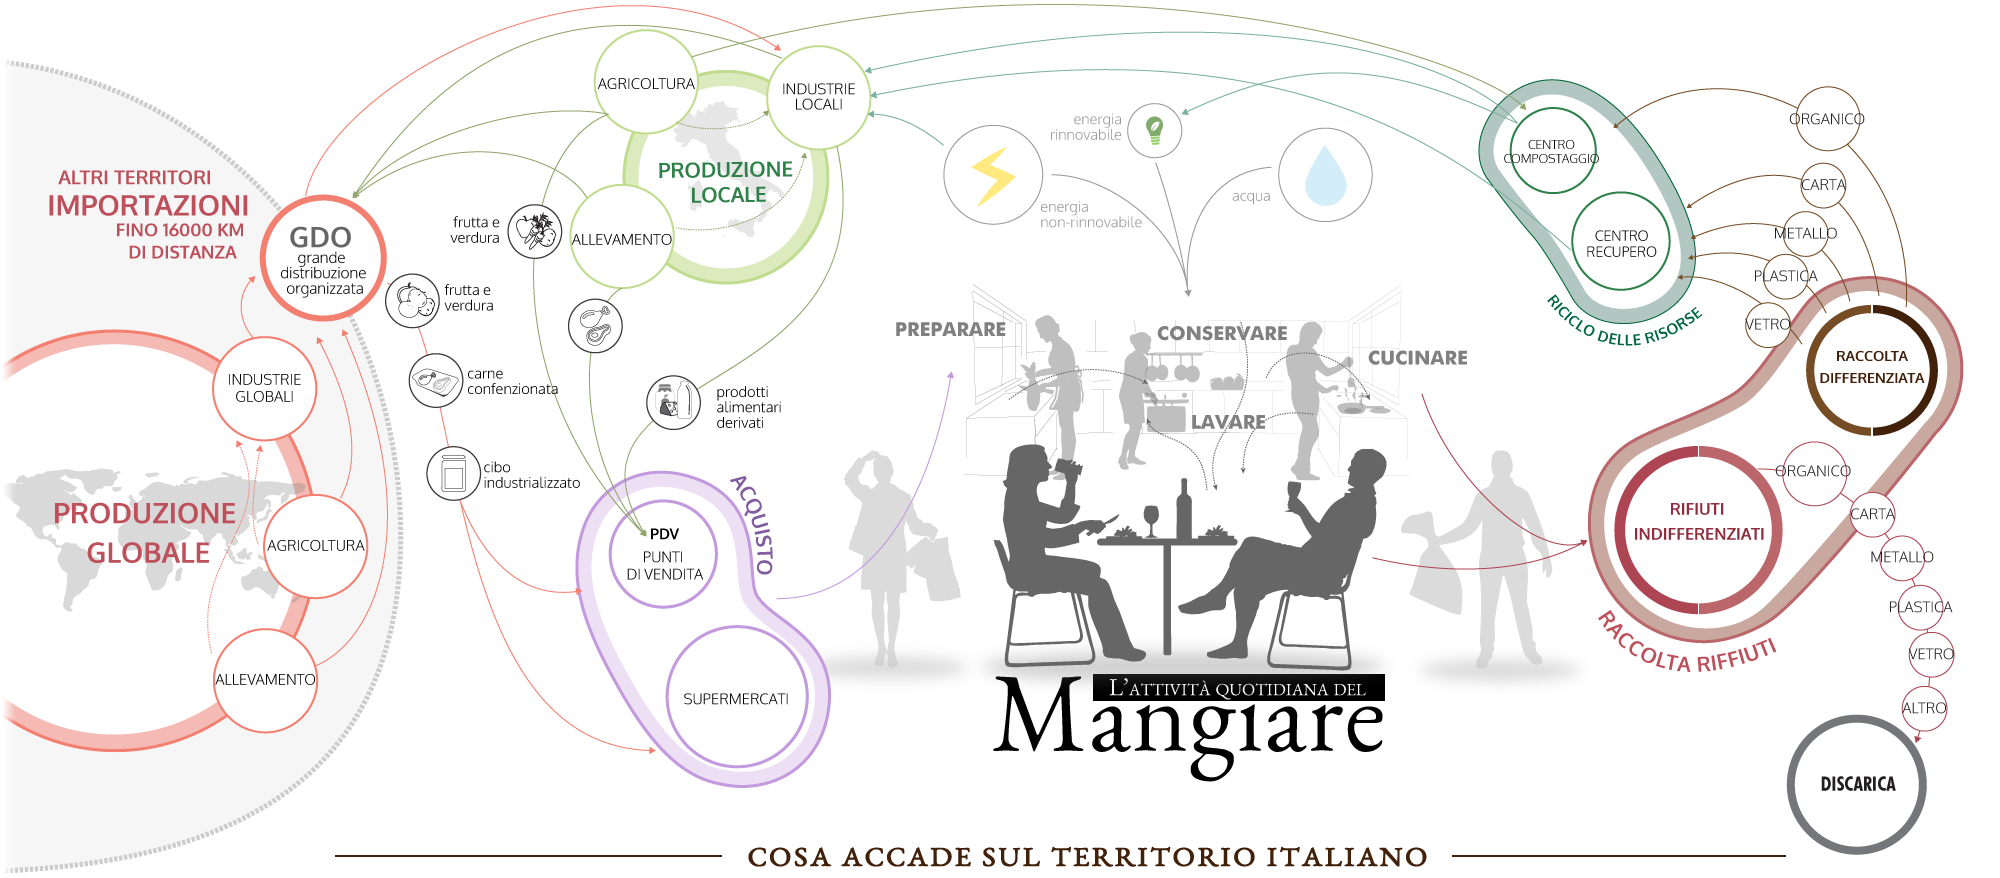 ALTRI TERRITORI
IMPORTAZIONI
FINO 16000 KM
DI DISTANZA
GDO
grande
distribuzione
organizzata
INDUSTRIE
GLOBALI
PRODUZIONE
GLOBALE
AGRICOLTURA
ALLEVAMENTO
frutta e
verdura
carne
confenzionata
cibo
industrializzato
AGRICOLTURA
INDUSTRIE
LOCALI
PRODUZIONE
LOCALE
ALLEVAMENTO
frutta e
verdura
prodotti
alimentari
derivati
ACQUISTO
PDV
PUNTI
DI VENDITA
SUPERMERCATI
energia
rinnovabile
energia
non-rinnovabile
acqua
PREPARARE
CONSERVARE
CUCINARE
LAVARE
L'ATTIVITÀ QUOTIDIANA DEL
Mangiare
CENTRO
COMPOSTAGGIO
CENTRO
RECUPERO
RICICLO DELLE RISORSE
ORGANICO
CARTA
METALLO
PLASTICA
VETRO
RACCOLTA
DIFFERENZIATA
RIFIUTI
INDIFFERENZIATI
RACCOLTA RIFFIUTI
ORGANICO
CARTA
METALLO
PLASTICA
VETRO
ALTRO
DISCARICA
COSA ACCADE SUL TERRITORIO ITALIANO